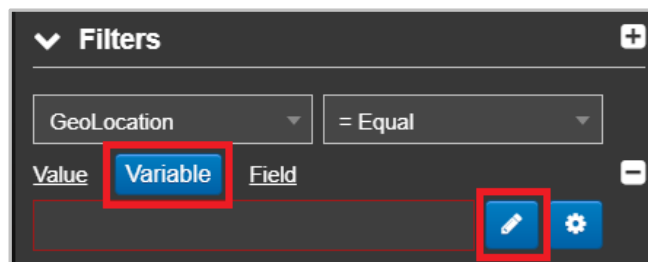 Filters
GeoLocation = Equal
Value Variable Field